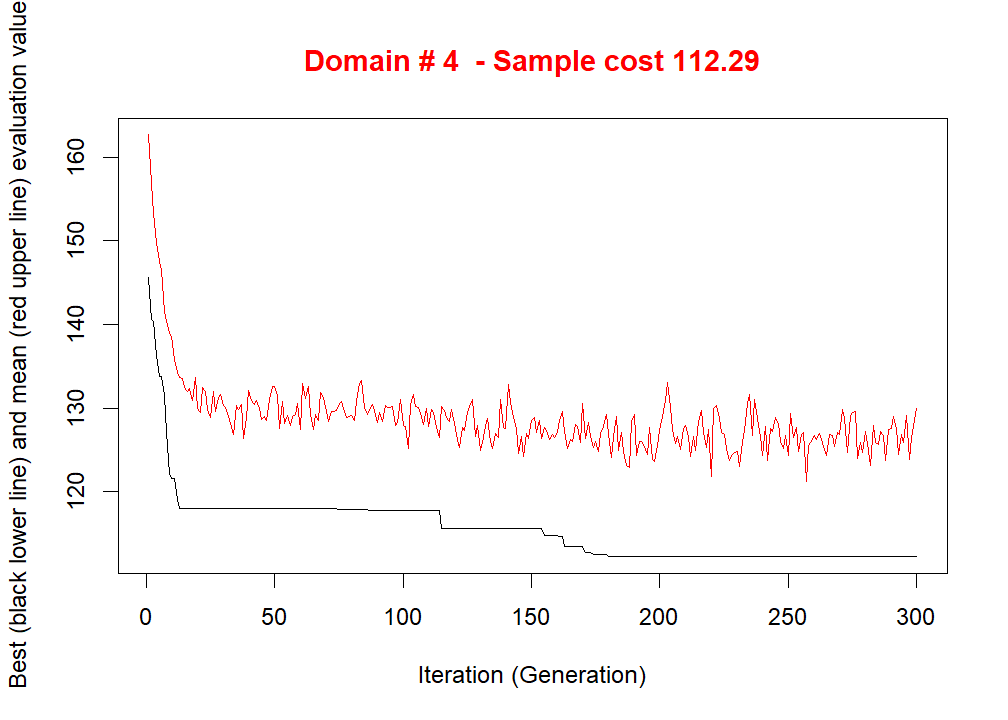 Domain # 4  - Sample cost 112.29
Best (black lower line) and mean (red upper line) evaluation value
160
150
140
130
120
0 50 100 150 200 250 300
Iteration (Generation)